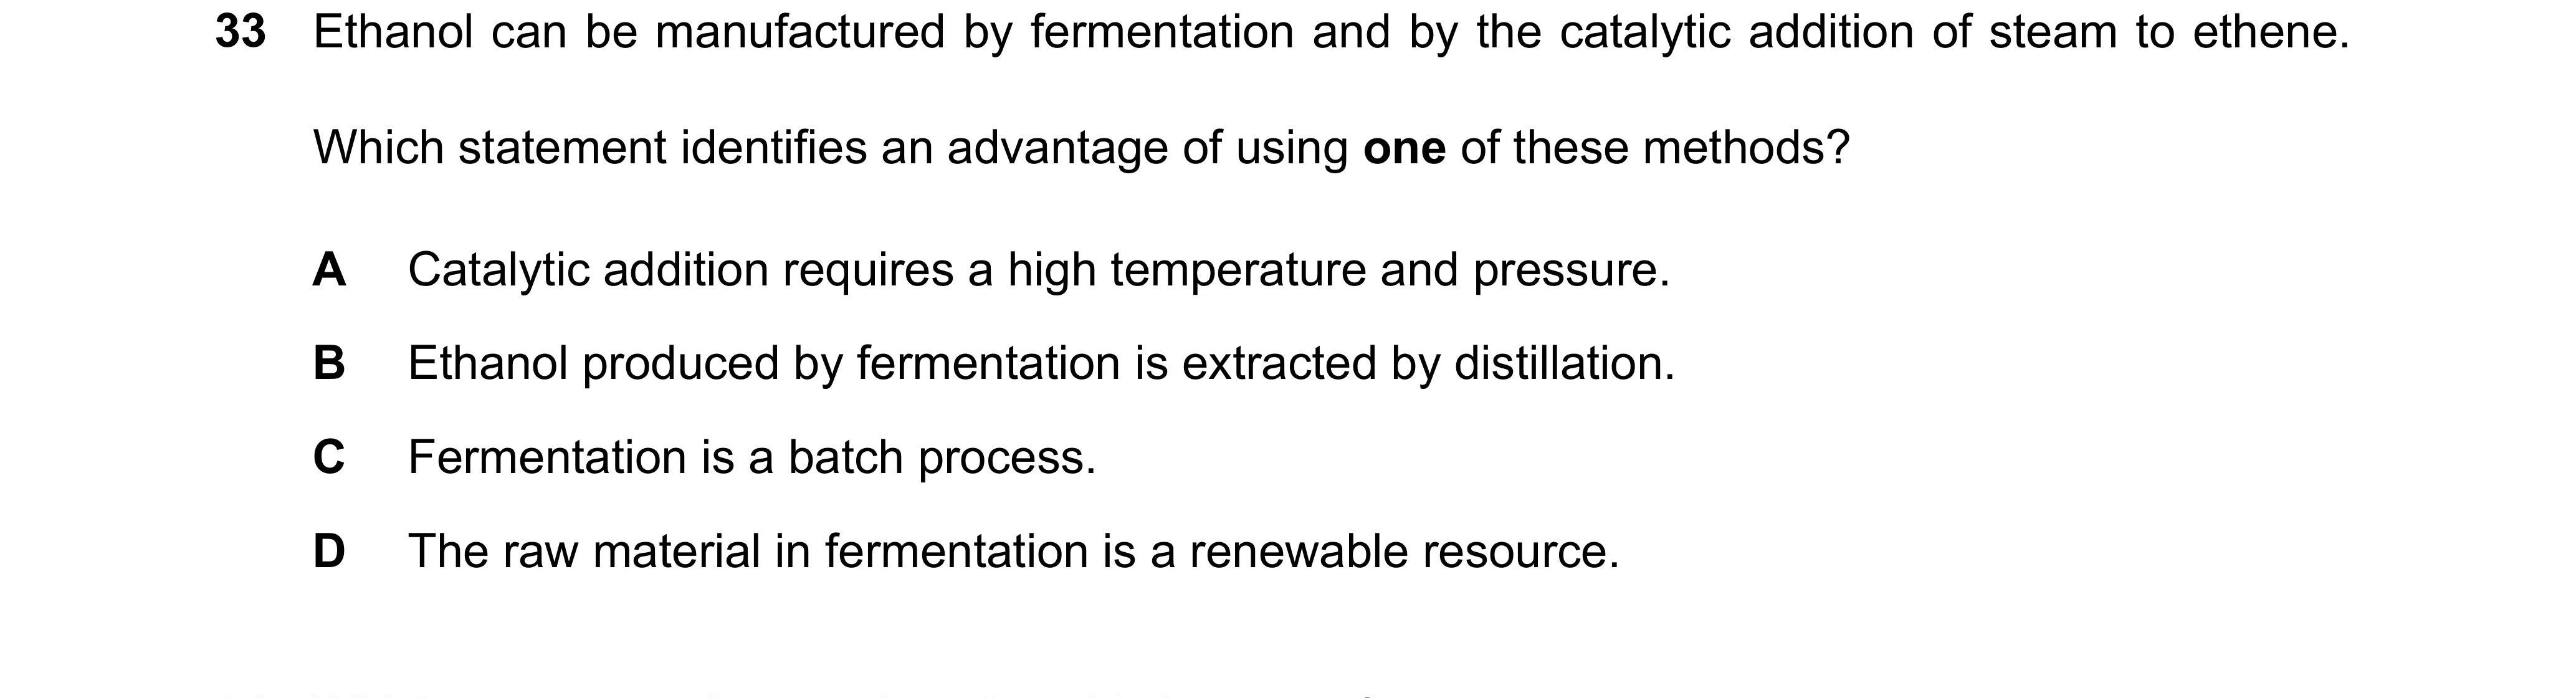 33 Ethanol can be manufactured by fermentation and by the catalytic addition of steam to ethene.
Which statement identifies an advantage of using one of these methods?
A Catalytic addition requires a high temperature and pressure.
B Ethanol produced by fermentation is extracted by distillation.
C Fermentation is a batch process.
D The raw material in fermentation is a renewable resource.